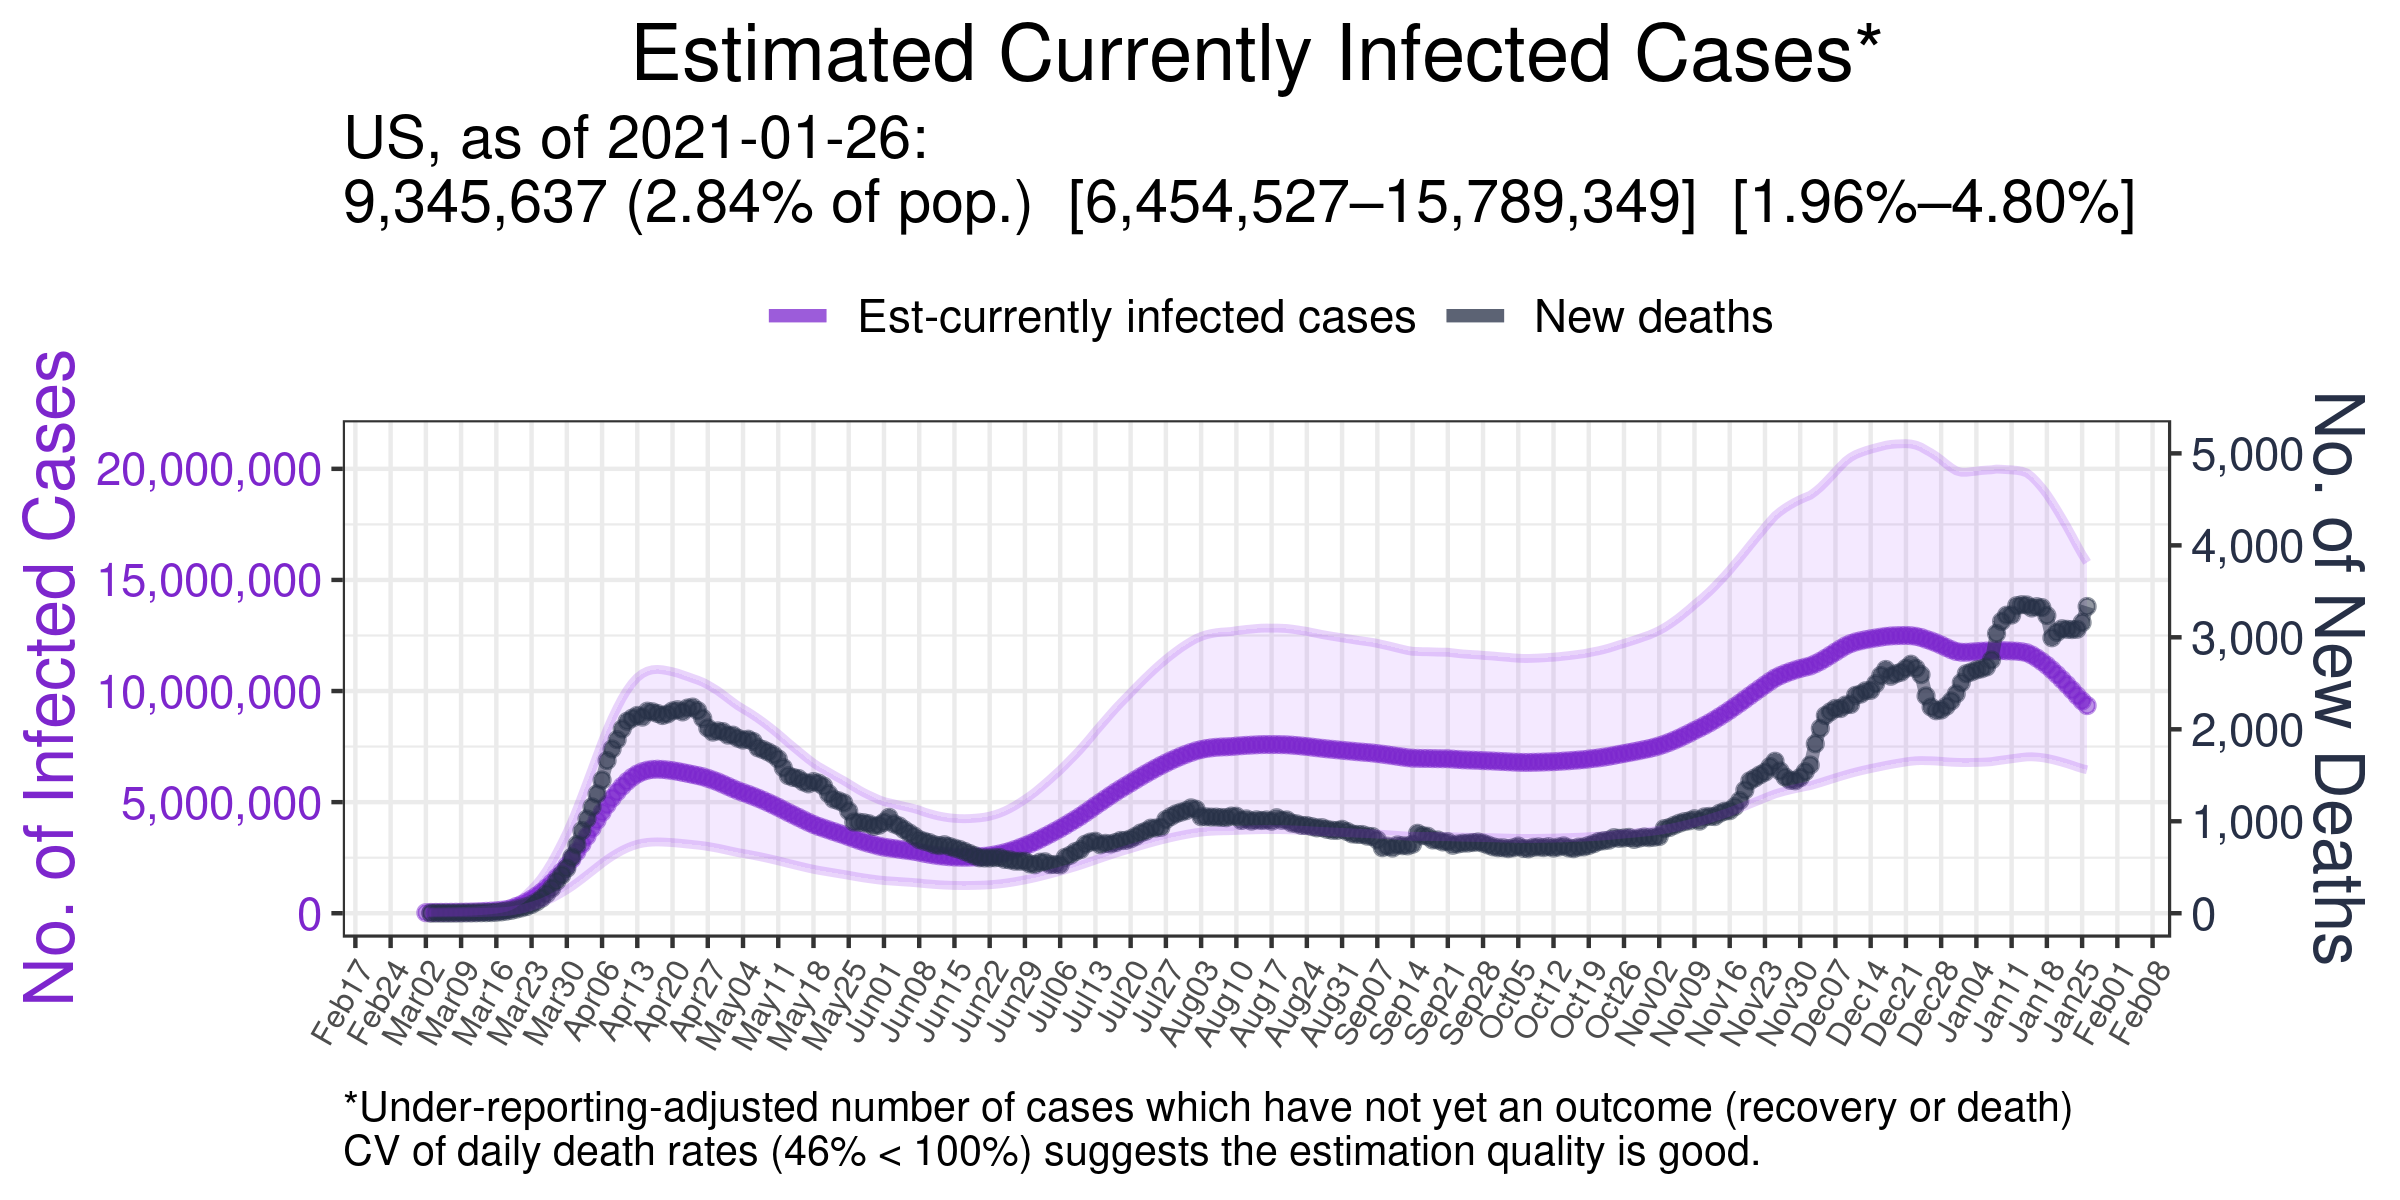 Estimated Currently Infected Cases*
US, as of 2021-01-26:
9,345,637 (2.84% of pop.) [6,454,527–15,789,349] [1.96%–4.80%]
Est-currently infected cases New deaths
No. of Infected Cases
20,000,000
15,000,000
10,000,000
5,000,000
0
5,000
4,000
3,000
2,000
1,000
0
No. of New Deaths
Feb17 Feb24 Mar02 Mar09 Mar16 Mar23 Mar30 Apr06 Apr13 Apr20 Apr27 May04 May11 May18 May25 Jun01 Jun08 Jun15 Jun22 Jun29 Jul06 Jul13 Jul20 Jul27 Aug03 Aug10 Aug17 Aug24 Aug31 Sep07 Sep14 Sep21 Sep28 Oct05 Oct12 Oct19 Oct26 Nov02 Nov09 Nov16 Nov23 Nov30 Dec07 Dec14 Dec21 Dec28 Jan04 Jan11 Jan18 Jan25 Feb01 Feb08
*Under-reporting-adjusted number of cases which have not yet an outcome (recovery or death)
CV of daily death rates (46% < 100%) suggests the estimation quality is good.